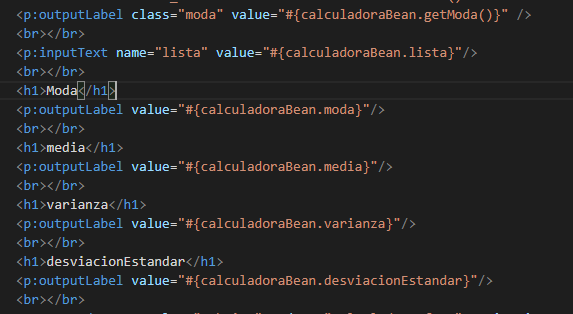 <p:outputLabel class="moda" value="#{calculadoraBean.getModa()}" />
<br></br>
<p:inputText name="lista" value="#{calculadoraBean.lista}"/>
<br></br>
<h1>Moda</h1>
<p:outputLabel value="#{calculadoraBean.moda}"/>
<br></br>
<h1>media</h1>
<p:outputLabel value="#{calculadoraBean.media}"/>
<br></br>
<h1>varianza</h1>
<p:outputLabel value="#{calculadoraBean.varianza}"/>
<br></br>
<h1>desviacionEstandar</h1>
<p:outputLabel value="#{calculadoraBean.desviacionEstandar}"/>
<br></br>